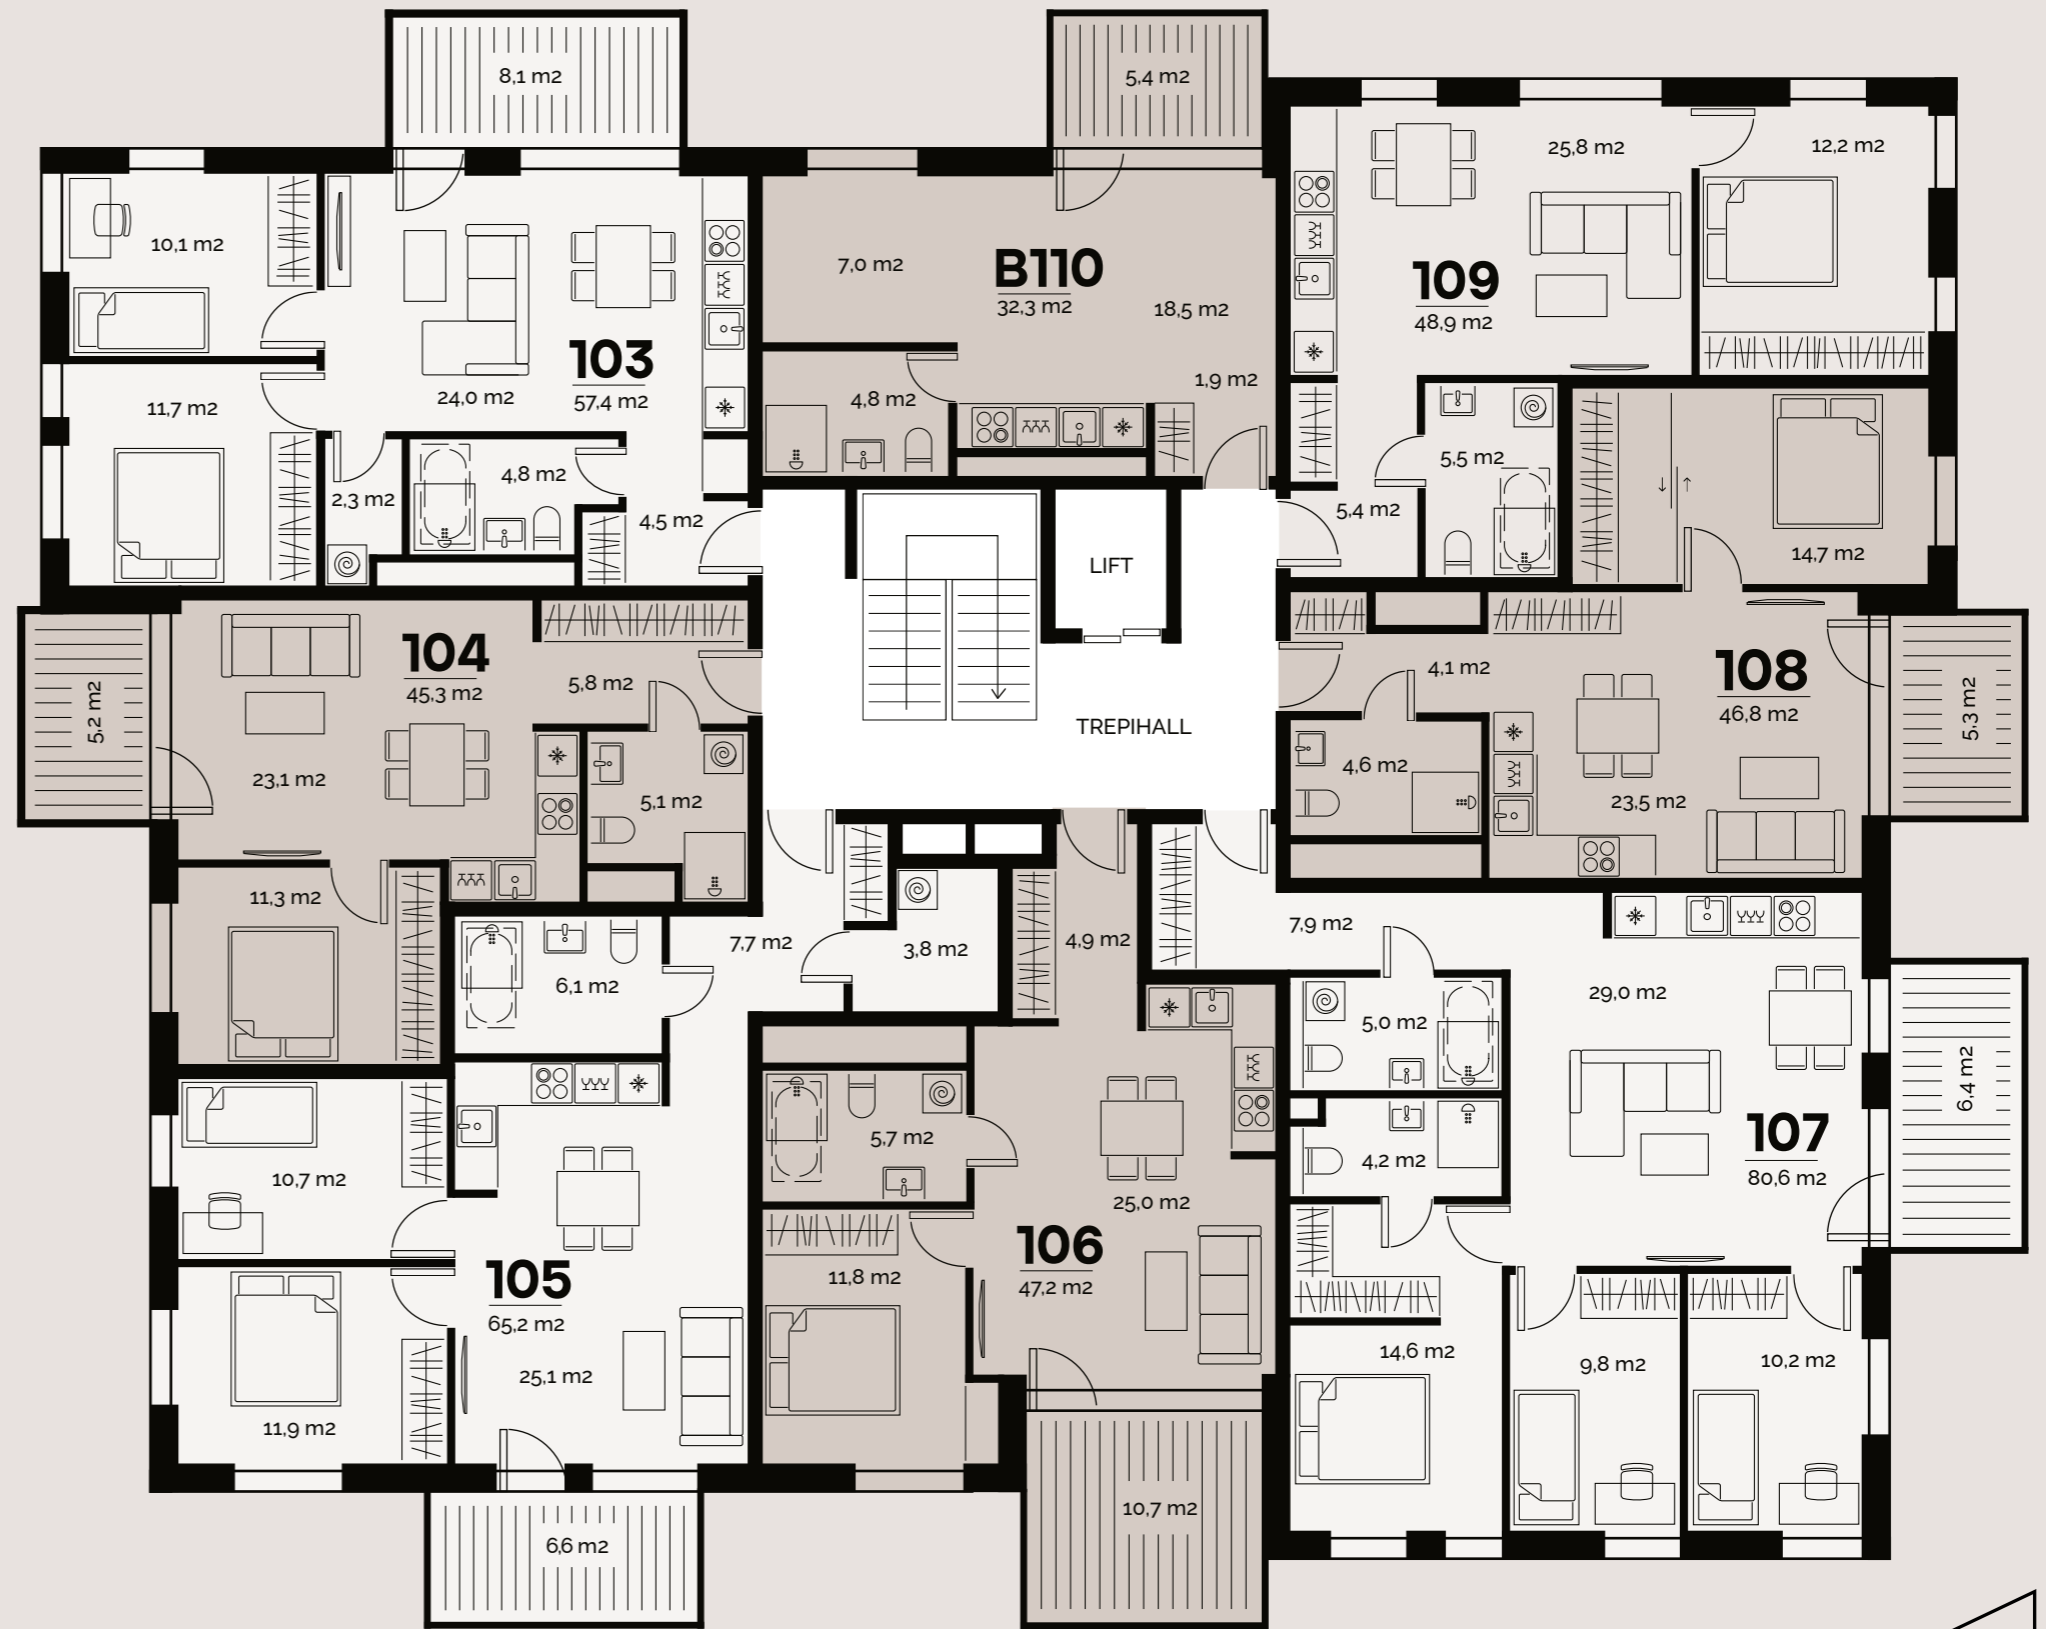 8,1 m2
5,4 m2
10,1 m2
11,7 m2
24,0 m2
103
57,4 m2
2,3 m2
4,8 m2
4,5 m2
7,0 m2
B110
32,3 m2
18,5 m2
1,9 m2
4,8 m2
25,8 m2
12,2 m2
109
48,9 m2
5,5 m2
5,4 m2
14,7 m2
LIFT
TREPIHALL
5,2 m2
104
45,3 m2
5,8 m2
23,1 m2
5,1 m2
11,3 m2
4,1 m2
108
46,8 m2
5,3 m2
4,6 m2
23,5 m2
7,7 m2
3,8 m2
6,1 m2
10,7 m2
105
65,2 m2
25,1 m2
11,9 m2
6,6 m2
4,9 m2
5,7 m2
25,0 m2
106
47,2 m2
11,8 m2
10,7 m2
7,9 m2
29,0 m2
5,0 m2
4,2 m2
107
80,6 m2
6,4 m2
14,6 m2
9,8 m2
10,2 m2